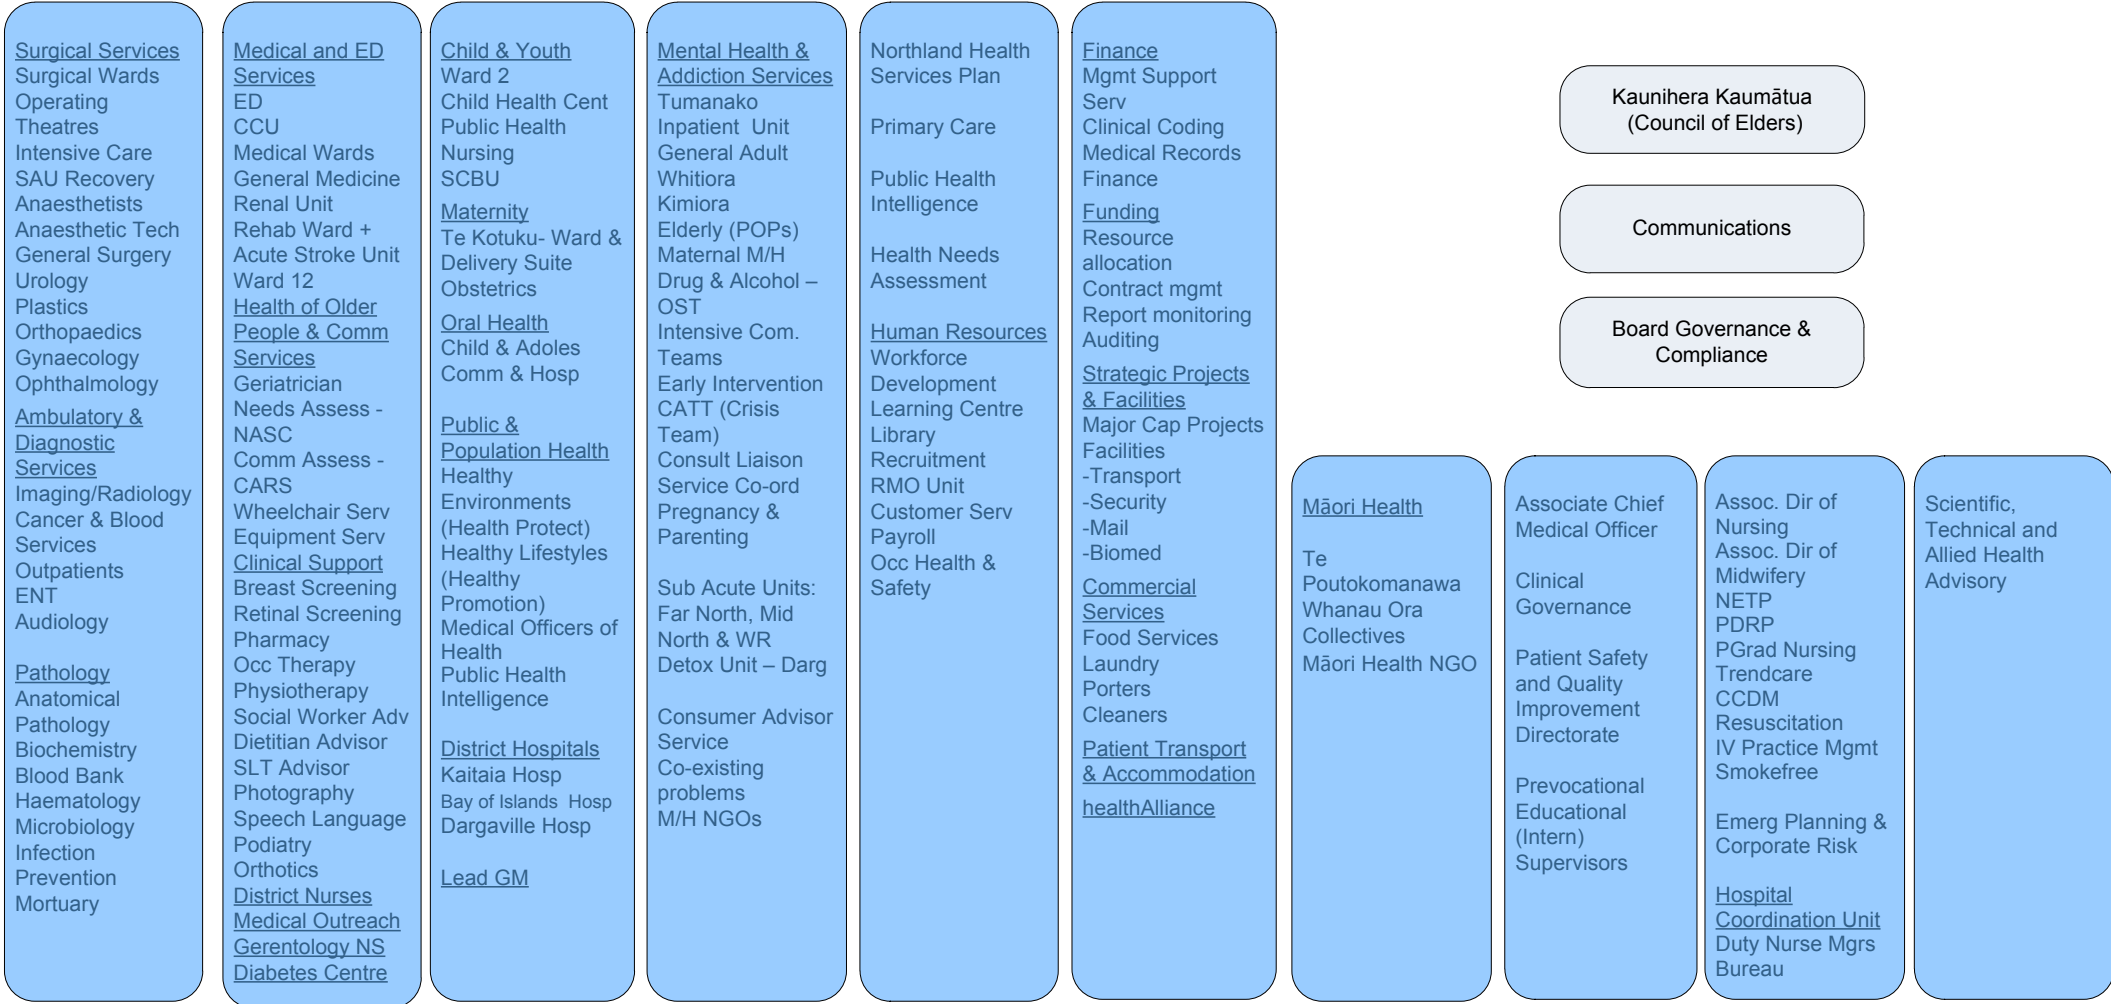 Surgical Services
Surgical Wards
Operating
Theatres
Intensive Care
SAU Recovery
Anaesthetists
Anaesthetic Tech
General Surgery
Urology
Plastics
Orthopaedics
Gynaecology
Ophthalmology
Ambulatory &
Diagnostic
Services
Imaging/Radiology
Cancer & Blood
Services
Outpatients
ENT
Audiology
Pathology
Anatomical
Pathology
Biochemistry
Blood Bank
Haematology
Microbiology
Infection
Prevention
Mortuary
Medical and ED
Services
ED
CCU
Medical Wards
General Medicine
Renal Unit
Rehab Ward +
Acute Stroke Unit
Ward 12
Health of Older
People & Comm
Services
Geriatrician
Needs Assess -
NASC
Comm Assess -
CARS
Wheelchair Serv
Equipment Serv
Clinical Support
Breast Screening
Retinal Screening
Pharmacy
Occ Therapy
Physiotherapy
Social Worker Adv
Dietitian Advisor
SLT Advisor
Photography
Speech Language
Podiatry
Orthotics
District Nurses
Medical Outreach
Gerentology NS
Diabetes Centre
Child & Youth
Ward 2
Child Health Cent
Public Health
Nursing
SCBU
Maternity
Te Kotuku- Ward &
Delivery Suite
Obstetrics
Oral Health
Child & Adoles
Comm & Hosp
Public &
Population Health
Healthy
Environments
(Health Protect)
Healthy Lifestyles
(Healthy
Promotion)
Medical Officers of
Health
Public Health
Intelligence
District Hospitals
Kaitaia Hosp
Bay of Islands Hosp
Dargaville Hosp
Lead GM
Mental Health &
Addiction Services
Tumanako
Inpatient Unit
General Adult
Whitiora
Kimiora
Elderly (POPs)
Maternal M/H
Drug & Alcohol –
OST
Intensive Com.
Teams
Early Intervention
CATT (Crisis
Team)
Consult Liaison
Service Co-ord
Pregnancy &
Parenting
Sub Acute Units:
Far North, Mid
North & WR
Detox Unit – Darg
Consumer Advisor
Service
Co-existing
problems
M/H NGOs
Northland Health
Services Plan
Primary Care
Public Health
Intelligence
Health Needs
Assessment
Human Resources
Workforce
Development
Learning Centre
Library
Recruitment
RMO Unit
Customer Serv
Payroll
Occ Health &
Safety
Finance
Mgmt Support
Serv
Clinical Coding
Medical Records
Finance
Funding
Resource
allocation
Contract mgmt
Report monitoring
Auditing
Strategic Projects
& Facilities
Major Cap Projects
Facilities
-Transport
-Security
-Mail
-Biomed
Commercial
Services
Food Services
Laundry
Porters
Cleaners
Patient Transport
& Accommodation
healthAlliance
Kaunihera Kaumātua
(Council of Elders)
Communications
Board Governance &
Compliance
Māori Health
Te
Poutokomanawa
Whanau Ora
Collectives
Māori Health NGO
Associate Chief
Medical Officer
Clinical
Governance
Patient Safety
and Quality
Improvement
Directorate
Prevocational
Educational
(Intern)
Supervisors
Assoc. Dir of
Nursing
Assoc. Dir of
Midwifery
NETP
PDRP
PGrad Nursing
Trendcare
CCDM
Resuscitation
IV Practice Mgmt
Smokefree
Emerg Planning &
Corporate Risk
Hospital
Coordination Unit
Duty Nurse Mgrs
Bureau
Scientific,
Technical and
Allied Health
Advisory